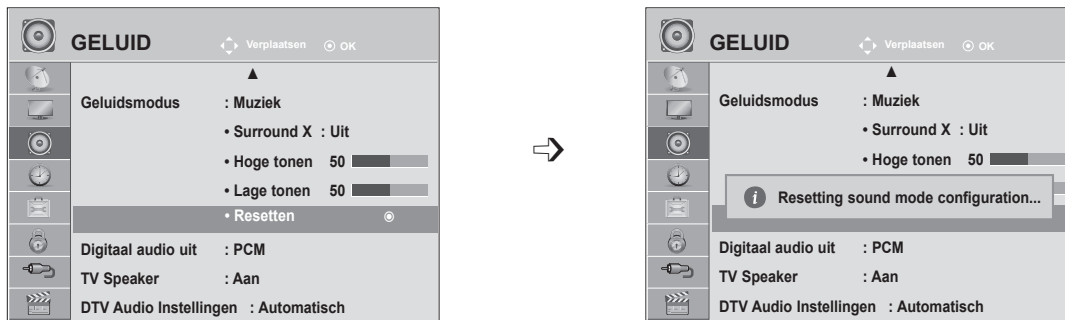 GELUID Verplaatsen OK
Geluidsmodus : Muziek
• Surround X : Uit
• Hoge tonen 50
• Lage tonen 50
• Resetten
Digitaal audio uit : PCM
TV Speaker : Aan
DTV Audio Instellingen : Automatisch
GELUID Verplaatsen OK
Geluidsmodus : Muziek
• Surround X : Uit
• Hoge tonen 50
i Resetting sound mode configuration...
Digitaal audio uit : PCM
TV Speaker : Aan
DTV Audio Instellingen : Automatisch